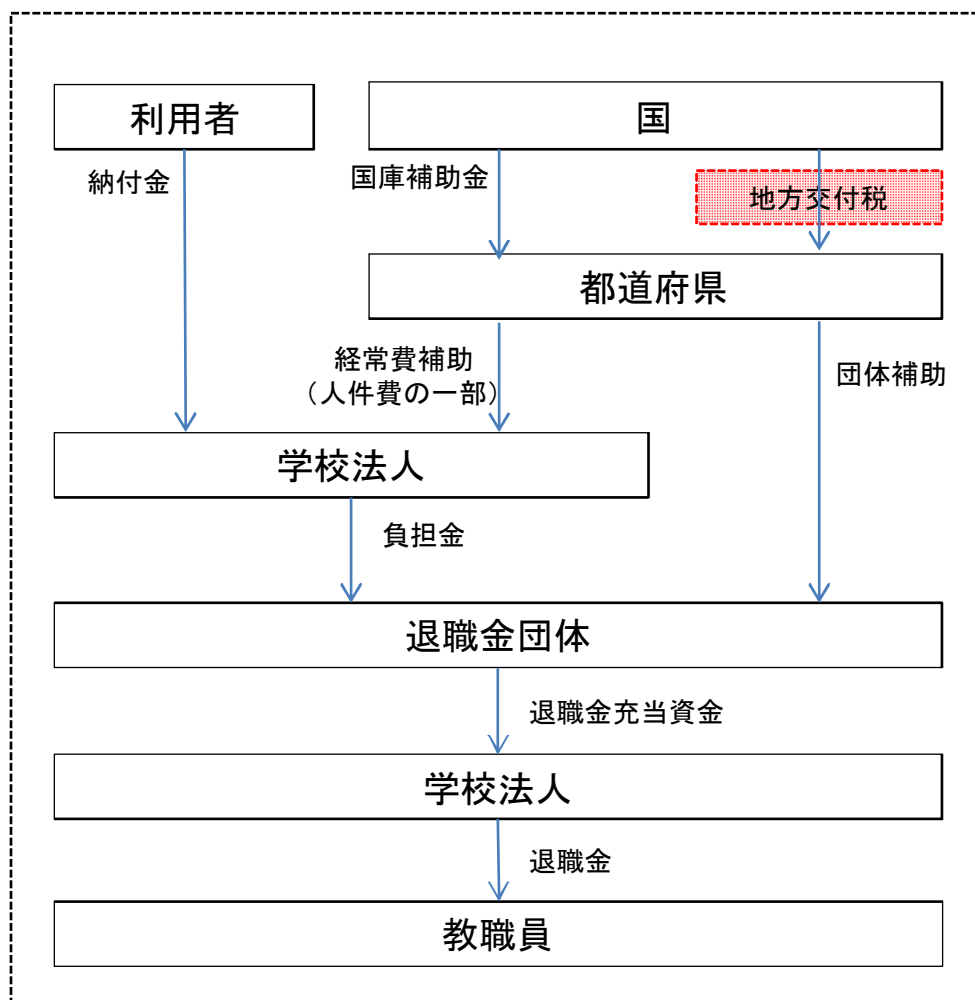 利用者
国
納付金
国庫補助金
地方交付税
都道府県
経常費補助
（人件費の一部）
団体補助
学校法人
負担金
退職金団体
退職金充当資金
学校法人
退職金
教職員